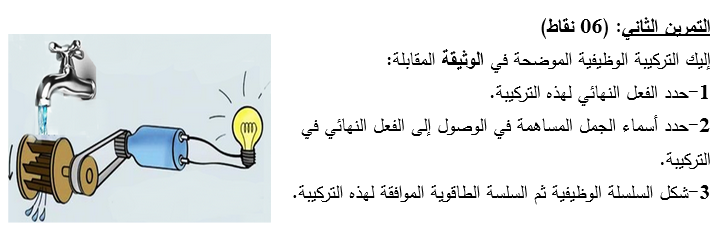 التمرين الثاني: (06 نقاط)
إليك التركيبة الوظيفية الموضحة في الوثيقة المقابلة:
1-حدد الفعل النهائي لهذه التركيبة.
2-حدد أسماء الجمل المساهمة في الوصول إلى الفعل النهائي في
التركيبة.
3-شكل السلسلة الوظيفية ثم السلسة الطاقوية الموافقة لهذه التركيبة.